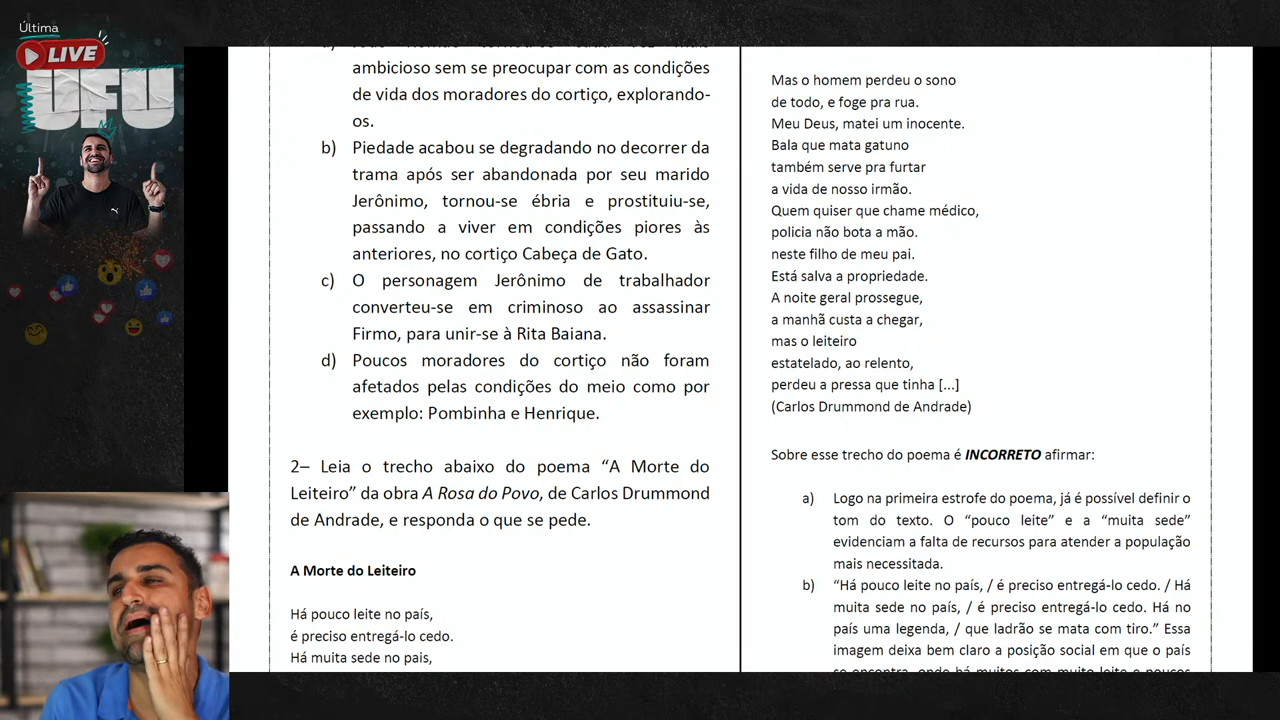 Última
LIVE
UFU
ambicioso sem se preocupar com as condições
de vida dos moradores do cortiço, explorando-
os.
b) Piedade acabou se degradando no decorrer da
trama após ser abandonada por seu marido
Jerônimo, tornou-se ébria e prostituiu-se,
passando a viver em condições piores às
anteriores, no cortiço Cabeça de Gato.
c) O personagem Jerônimo de trabalhador
converteu-se em criminoso ao assassinar
Firmo, para unir-se à Rita Baiana.
d) Poucos moradores do cortiço não foram
afetados pelas condições do meio como por
exemplo: Pombinha e Henrique.
2– Leia o trecho abaixo do poema “A Morte do
Leiteiro” da obra A Rosa do Povo, de Carlos Drummond
de Andrade, e responda o que se pede.
A Morte do Leiteiro
Há pouco leite no país,
é preciso entregá-lo cedo.
Há muita sede no pais,
Mas o homem perdeu o sono
de todo, e foge pra rua.
Meu Deus, matei um inocente.
Bala que mata gatuno
também serve pra furtar
a vida de nosso irmão.
Quem quiser que chame médico,
policia não bota a mão.
neste filho de meu pai.
Está salva a propriedade.
A noite geral prossegue,
a manhã custa a chegar,
mas o leiteiro
estatelado, ao relento,
perdeu a pressa que tinha [...]
(Carlos Drummond de Andrade)
Sobre esse trecho do poema é INCORRETO afirmar:
a) Logo na primeira estrofe do poema, já é possível definir o
tom do texto. O “pouco leite” e a “muita sede”
evidenciam a falta de recursos para atender a população
mais necessitada.
b) “Há pouco leite no país, / é preciso entregá-lo cedo. / Há
muita sede no país, / é preciso entregá-lo cedo. Há no
país uma legenda, / que ladrão se mata com tiro.” Essa
imagem deixa bem claro a posição social em que o país
se encontra, onde há muitos com muito leite e poucos